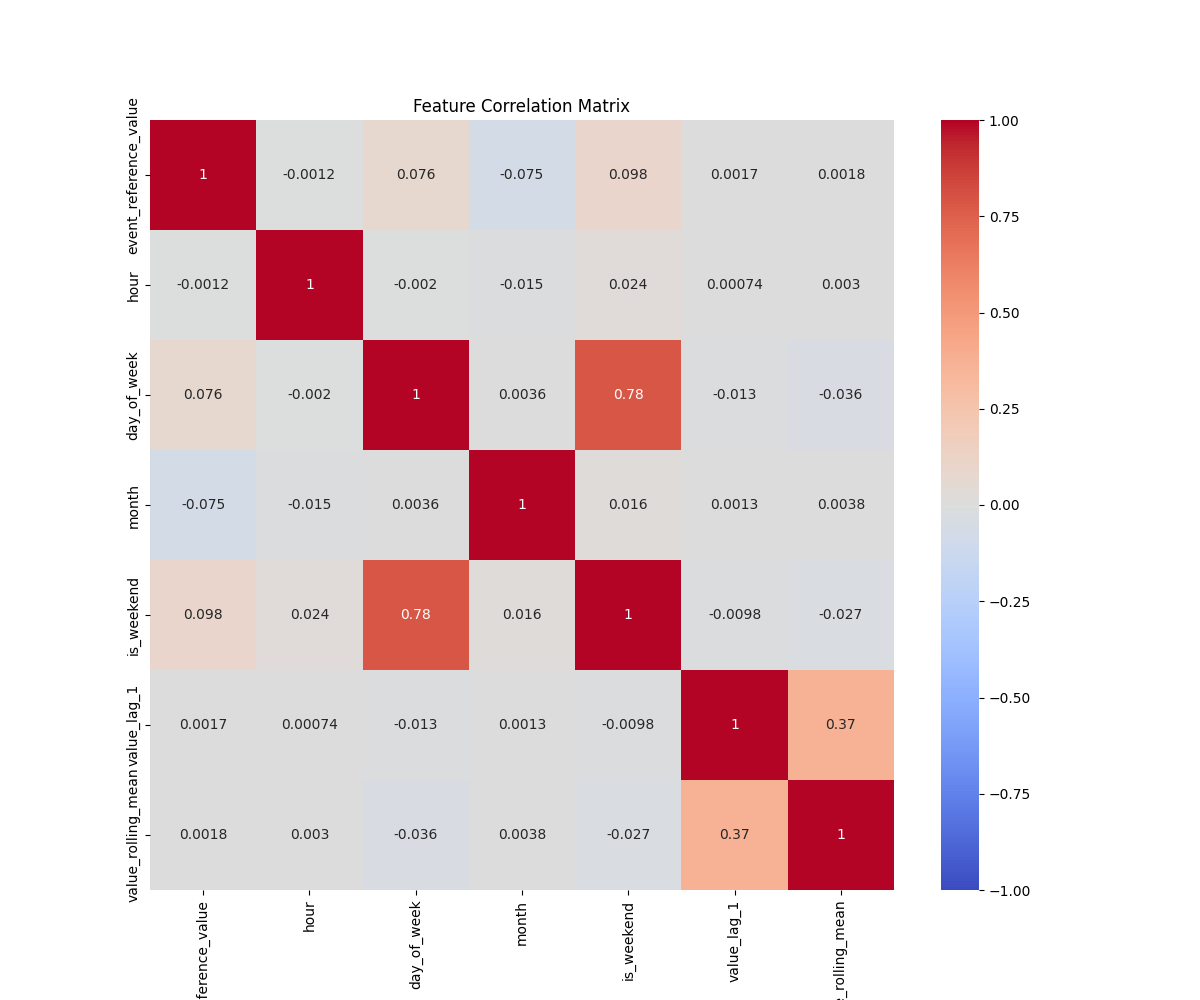 Feature Correlation Matrix
event_reference_value 1 -0.0012 0.076 -0.075 0.098 0.0017 0.0018
hour -0.0012 1 -0.002 -0.015 0.024 0.00074 0.003
day_of_week 0.076 -0.002 1 0.0036 0.78 -0.013 -0.036
month -0.075 -0.015 0.0036 1 0.016 0.0013 0.0038
is_weekend 0.098 0.024 0.78 0.016 1 -0.0098 -0.027
value_lag_1 0.0017 0.00074 -0.013 0.0013 -0.0098 1 0.37
value_rolling_mean 0.0018 0.003 -0.036 0.0038 -0.027 0.37 1
ference_value hour day_of_week month is_weekend value_lag_1 e_rolling_mean
1.00
0.75
0.50
0.25
0.00
−0.25
−0.50
−0.75
−1.00